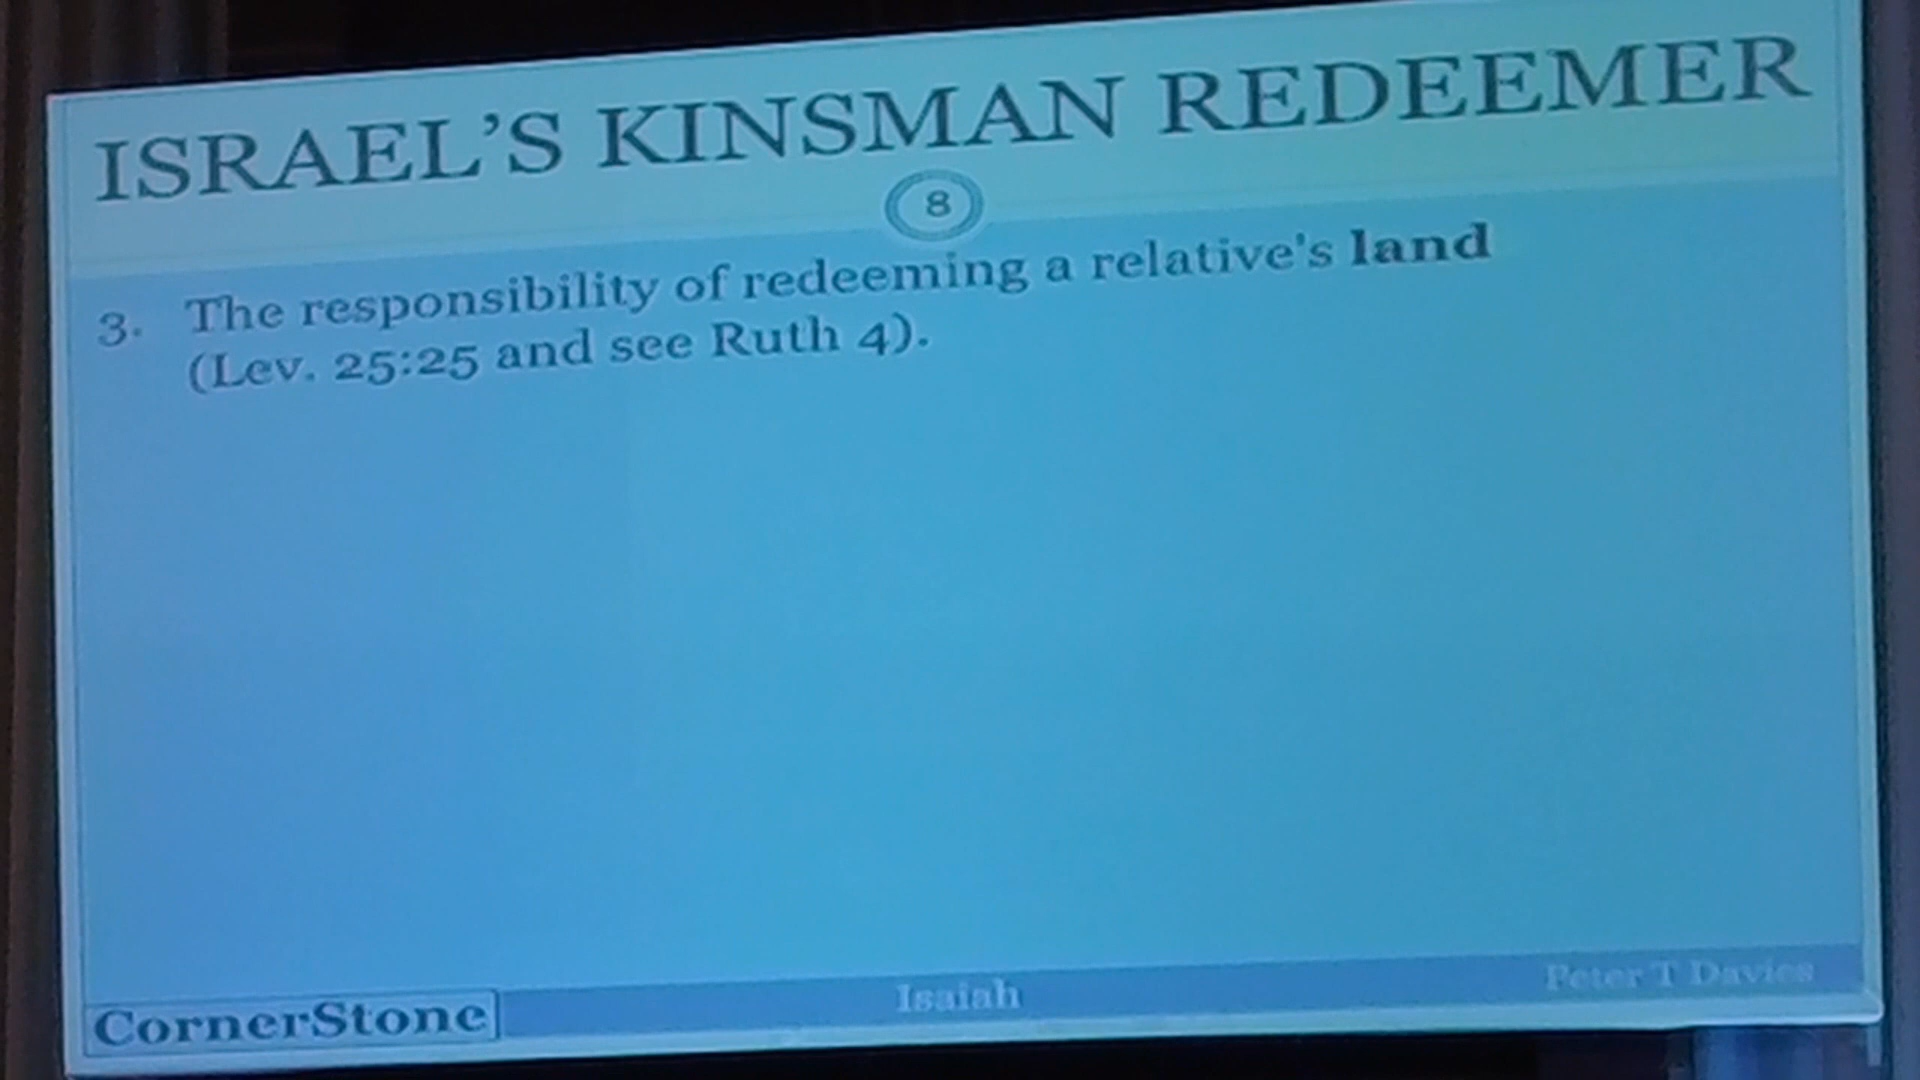 ISRAEL'S KINSMAN REDEEMER
8
3. The responsibility of redeeming a relative's land
(Lev. 25:25 and see Ruth 4).
CornerStone
Isaiah
Peter T Davies